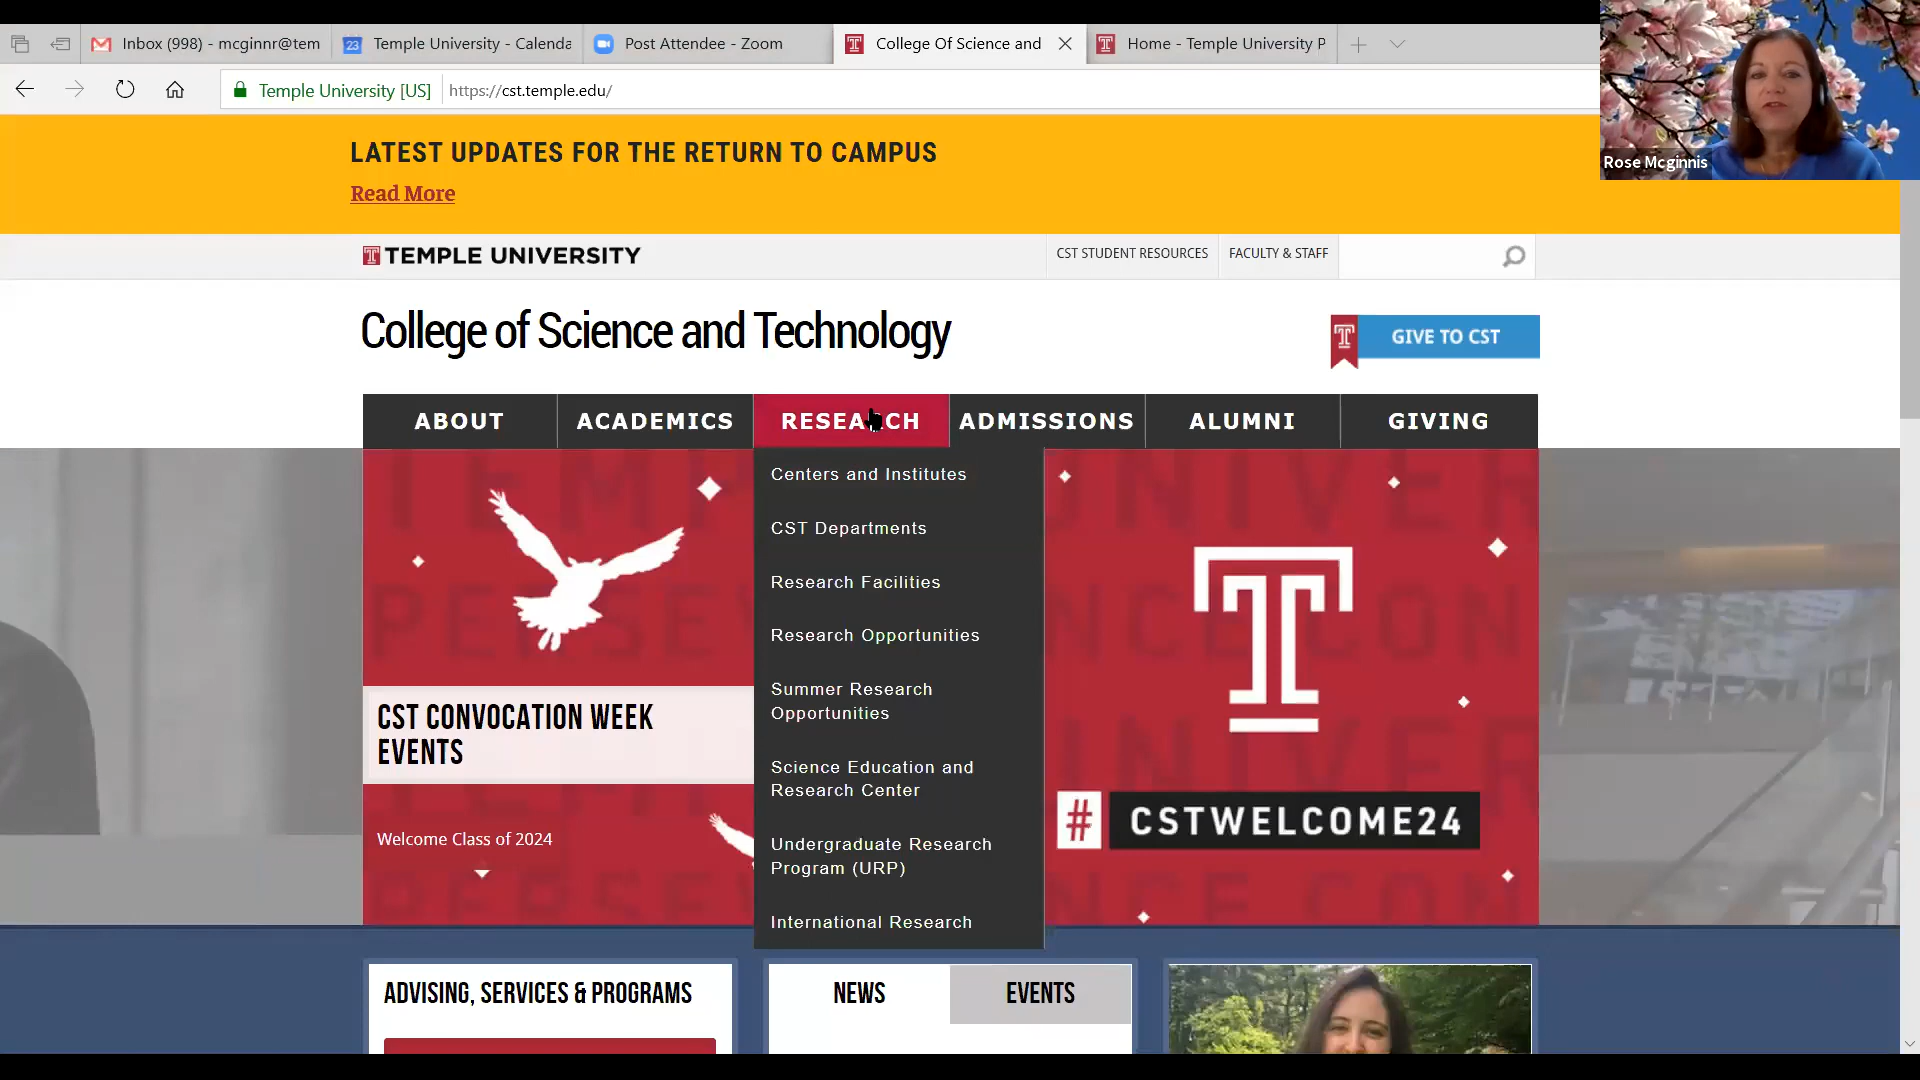 Inbox (998) - mcginnr@tem
23
Temple University - Calenda
Post Attendee - Zoom
College Of Science and
Home - Temple University P
Temple University [US]
https://cst.temple.edu/
Rose Mcginnis
LATEST UPDATES FOR THE RETURN TO CAMPUS
Read More
TEMPLE UNIVERSITY
CST STUDENT RESOURCES
FACULTY & STAFF
College of Science and Technology
GIVE TO CST
ABOUT
ACADEMICS
RESEARCH
ADMISSIONS
ALUMNI
GIVING
Centers and Institutes
CST Departments
Research Facilities
Research Opportunities
Summer Research
Opportunities
Science Education and
Research Center
Undergraduate Research
Program (URP)
International Research
CST CONVOCATION WEEK
EVENTS
Welcome Class of 2024
# CSTWELCOME24
ADVISING, SERVICES & PROGRAMS
NEWS
EVENTS